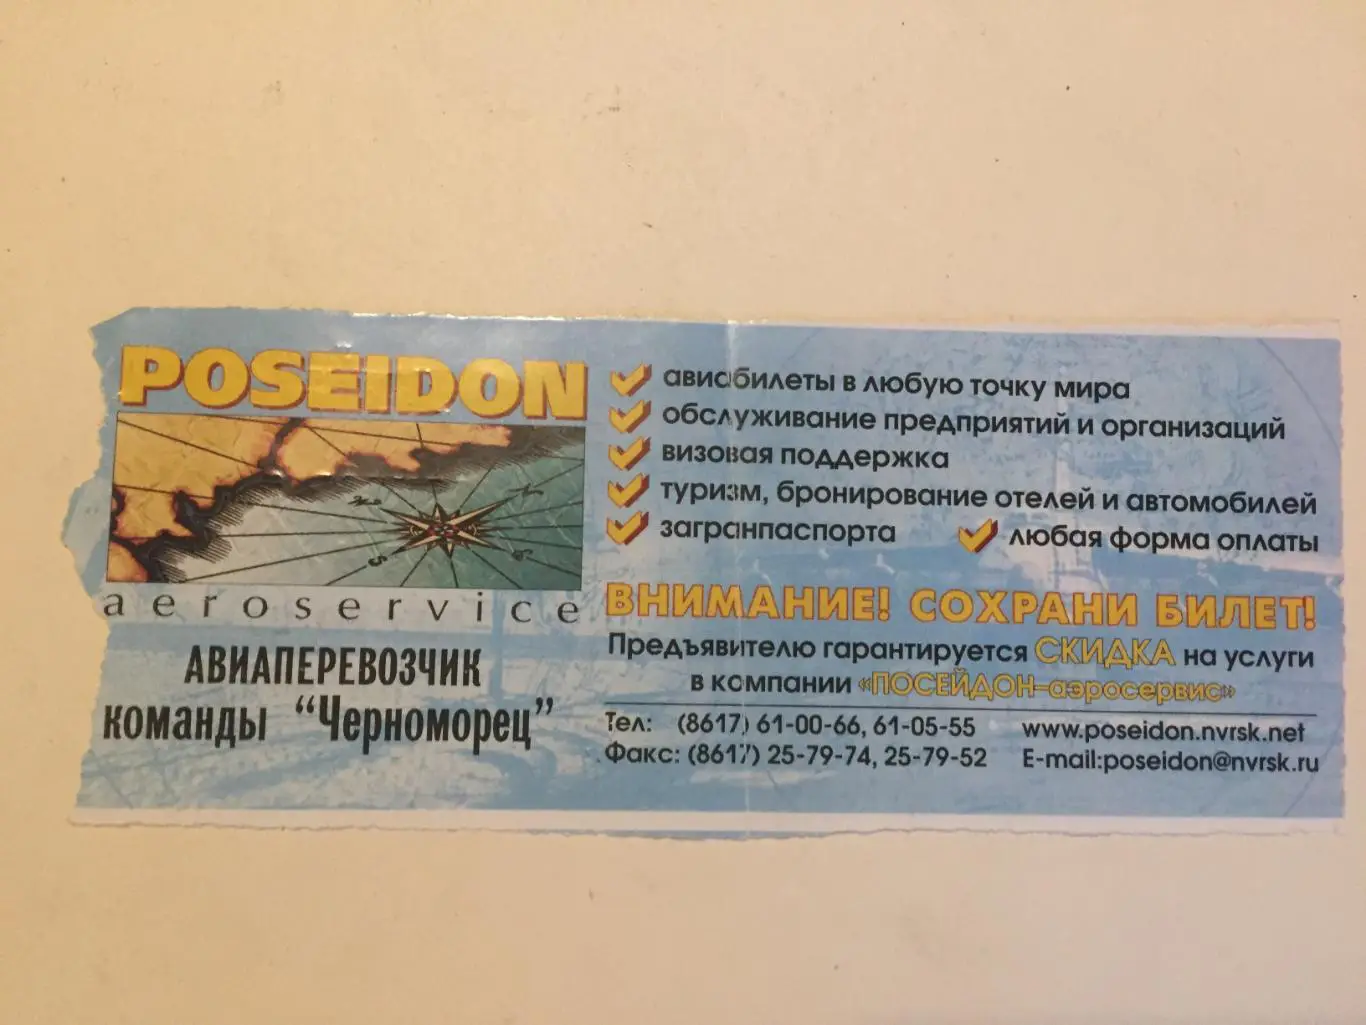 POSEIDON
aeroservice
АВИАПЕРЕВОЗЧИК
команды "Черноморец"
авиабилеты в любую точку мира
обслуживание предприятий и организаций
визовая поддержка
туризм, бронирование отелей и автомобилей
загранпаспорта
любая форма оплаты
ВНИМАНИЕ! СОХРАНИ БИЛЕТ!
Предъявителю гарантируется СКИДКА на услуги
в компании «ПОСЕЙДОН-аэросервис»
Тел: (8617) 61-00-66, 61-05-55 www.poseidon.nvrsk.net
Факс: (8617) 25-79-74, 25-79-52 E-mail:poseidon@nvrsk.ru